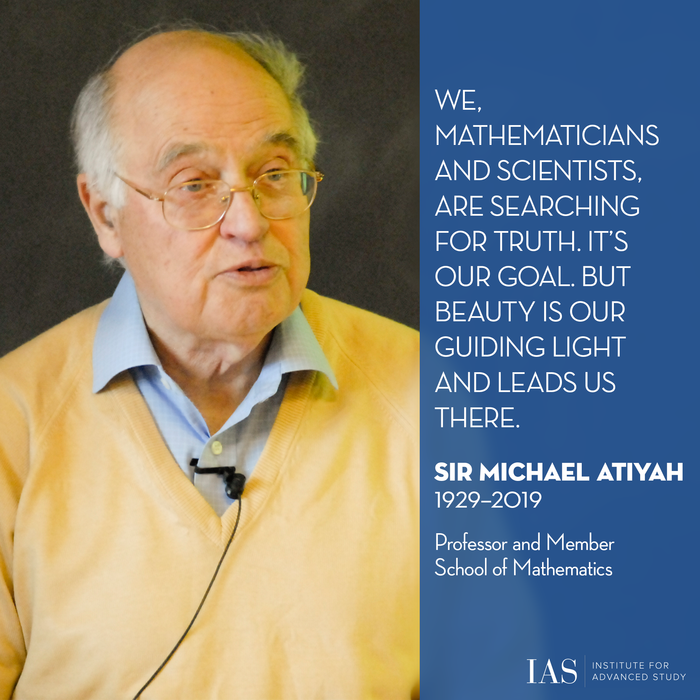 WE,
MATHEMATICIANS
AND SCIENTISTS,
ARE SEARCHING
FOR TRUTH. IT’S
OUR GOAL. BUT
BEAUTY IS OUR
GUIDING LIGHT
AND LEADS US
THERE.
SIR MICHAEL ATIYAH
1929–2019
Professor and Member
School of Mathematics
IAS
INSTITUTE FOR
ADVANCED STUDY